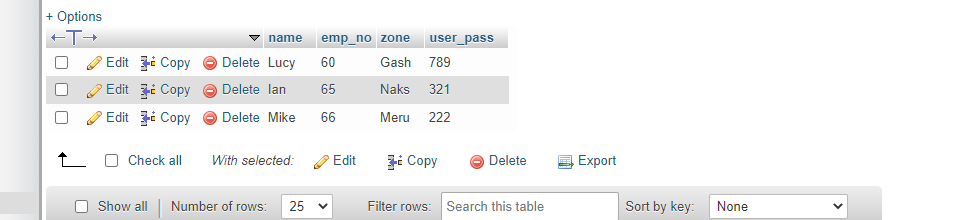 + Options
name emp_no zone user_pass
Edit Copy Delete Lucy 60 Gash 789
Edit Copy Delete Ian 65 Naks 321
Edit Copy Delete Mike 66 Meru 222
Check all With selected: Edit Copy Delete Export
Show all Number of rows: 25 Filter rows: Search this table Sort by key: None